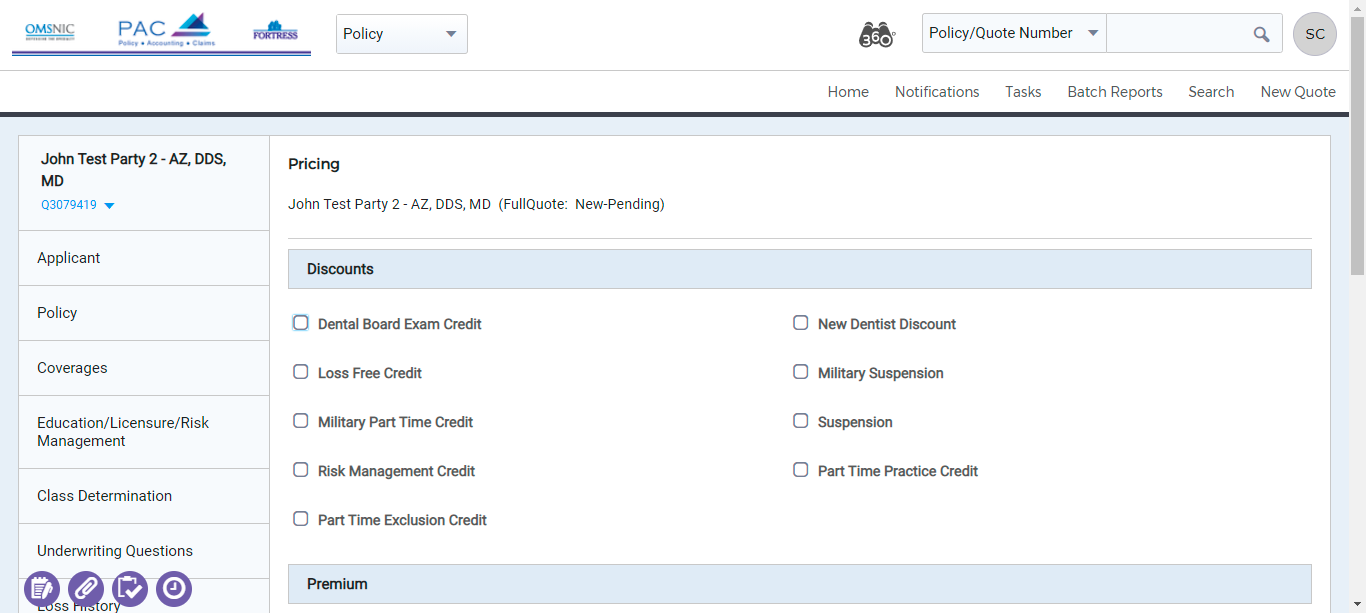 OMSNIC
PAC
Policy • Accounting • Claims
FORTRESS
Policy
360°
Policy/Quote Number
SC
Home
Notifications
Tasks
Batch Reports
Search
New Quote
John Test Party 2 - AZ, DDS,
MD
Q3079419
Applicant
Policy
Coverages
Education/Licensure/Risk
Management
Class Determination
Underwriting Questions
Loss History
Pricing
John Test Party 2 - AZ, DDS, MD (FullQuote: New-Pending)
Discounts
Dental Board Exam Credit
New Dentist Discount
Loss Free Credit
Military Suspension
Military Part Time Credit
Suspension
Risk Management Credit
Part Time Practice Credit
Part Time Exclusion Credit
Premium